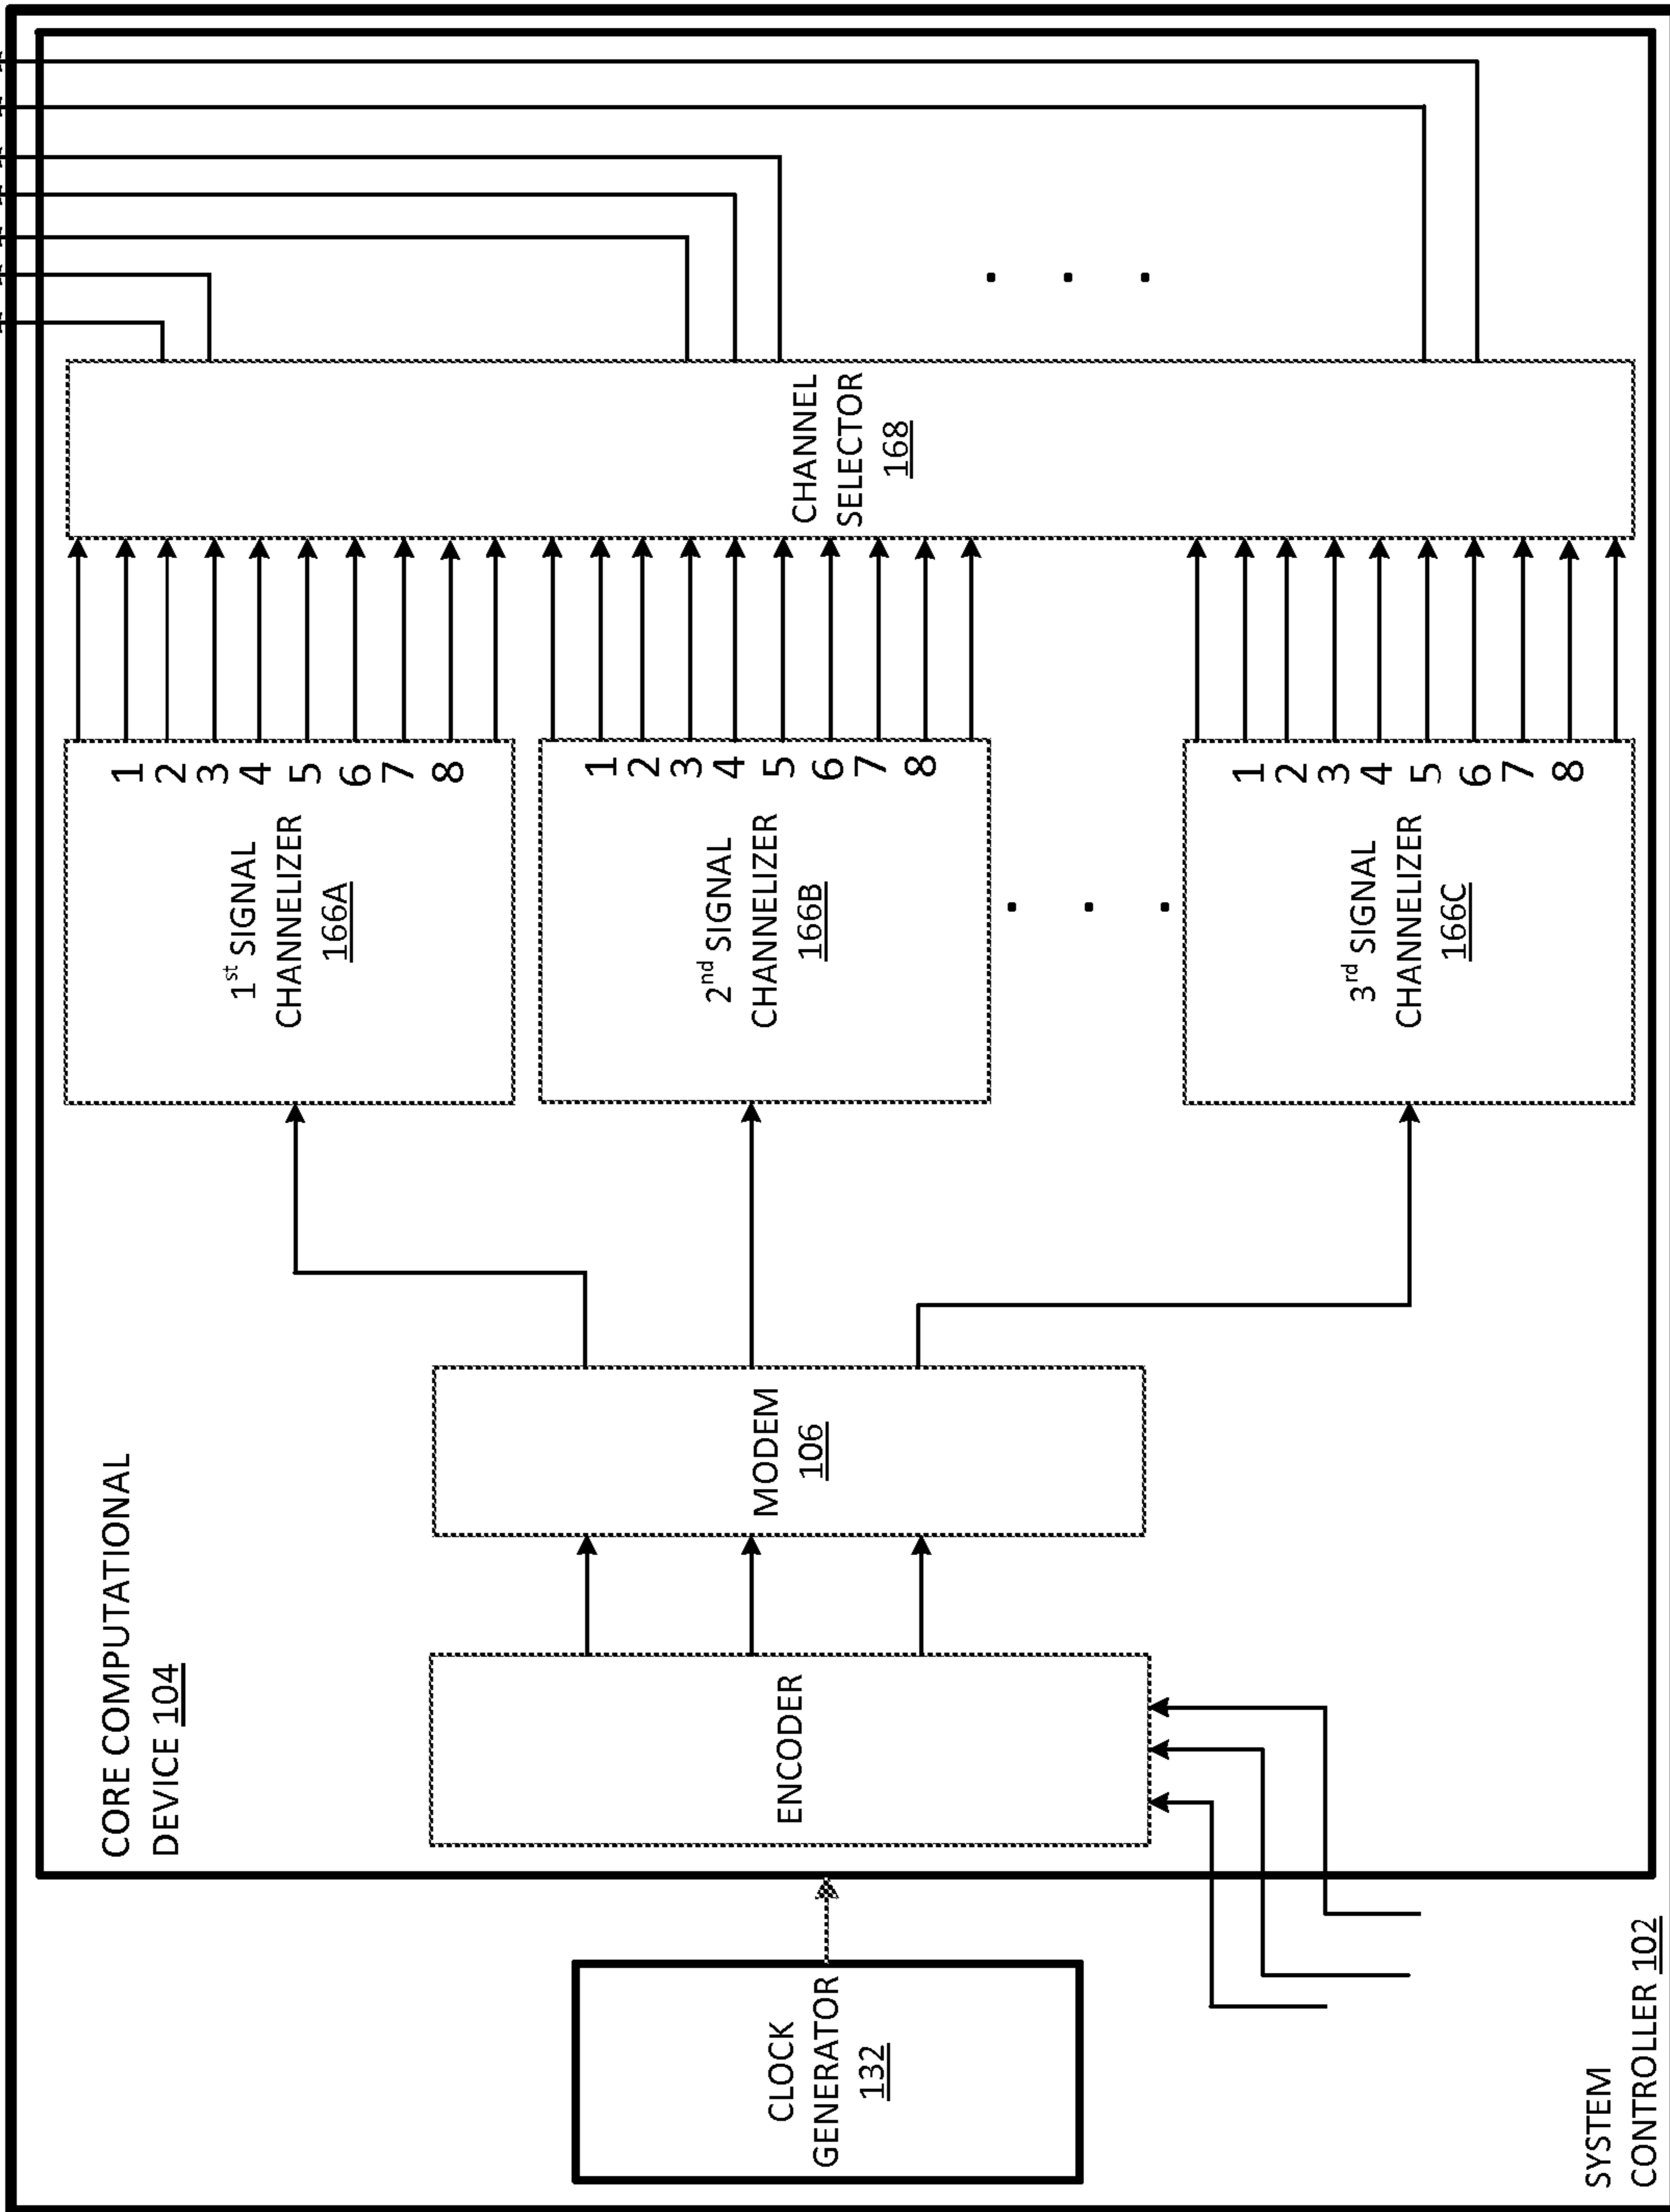 CORE COMPUTATIONAL
DEVICE 104
CLOCK
GENERATOR
132
SYSTEM
CONTROLLER 102
ENCODER
MODEM
106
1st SIGNAL
CHANNELIZER
166A
1
2
3
4
5
6
7
8
2nd SIGNAL
CHANNELIZER
166B
1
2
3
4
5
6
7
8
3rd SIGNAL
CHANNELIZER
166C
1
2
3
4
5
6
7
8
CHANNEL
SELECTOR
168